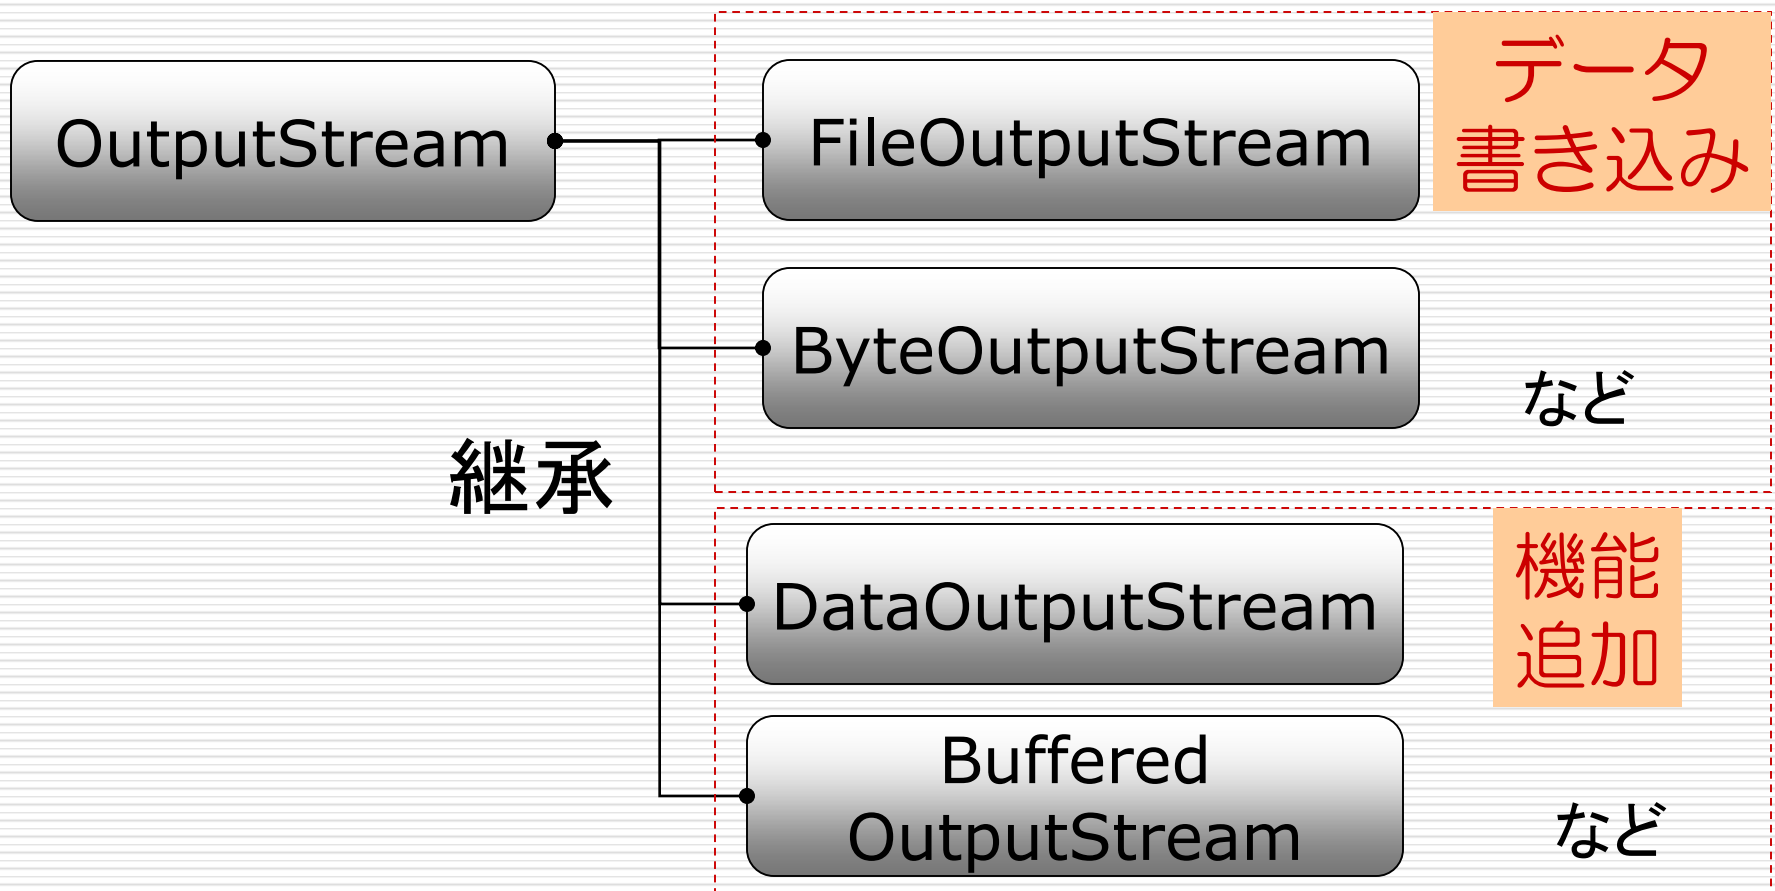 OutputStream
FileOutputStream
データ
書き込み
ByteOutputStream
など
継承
DataOutputStream
機能
追加
Buffered
OutputStream
など